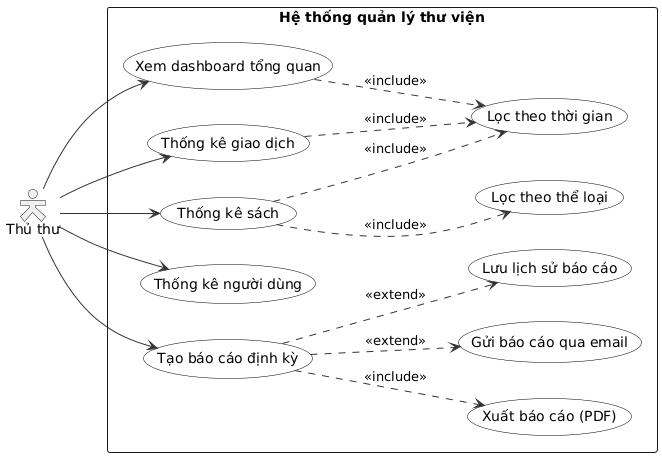 Hệ thống quản lý thư viện
Xem dashboard tổng quan
«include»
Lọc theo thời gian
«include»
Thống kê giao dịch
«include»
Lọc theo thể loại
Thủ thư
Thống kê sách
«include»
Thống kê người dùng
Lưu lịch sử báo cáo
«extend»
Gửi báo cáo qua email
«extend»
Tạo báo cáo định kỳ
«include»
Xuất báo cáo (PDF)